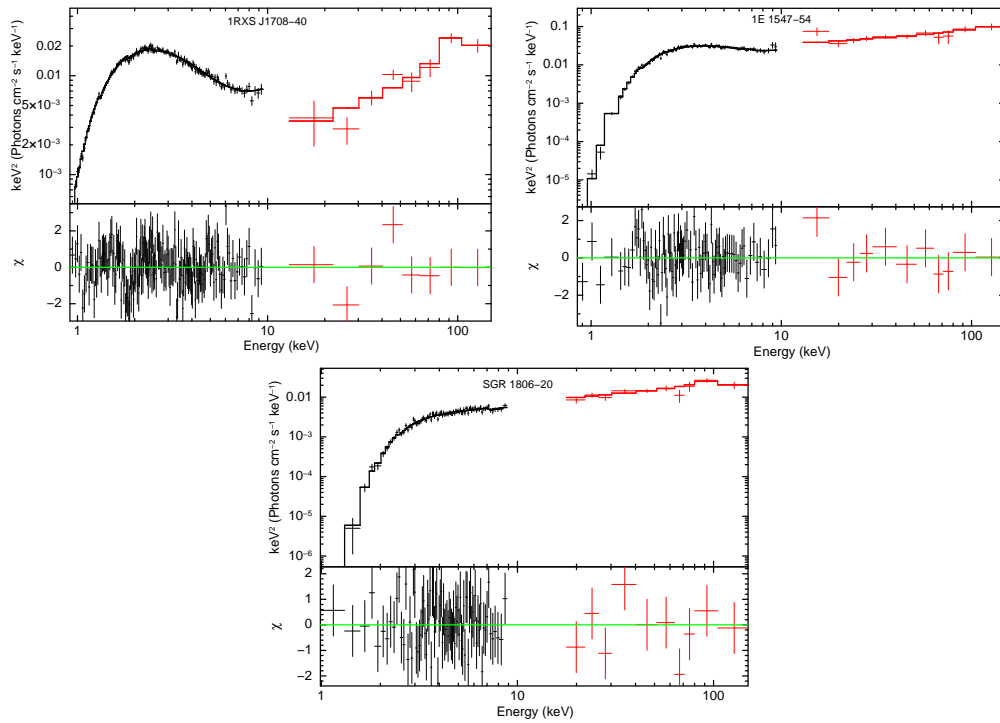 1RXS J1708−40
keV² (Photons cm⁻² s⁻¹ keV⁻¹)
0.02
0.01
5×10⁻³
2×10⁻³
10⁻³
χ
2
0
−2
1
10
100
Energy (keV)
1E 1547−54
keV² (Photons cm⁻² s⁻¹ keV⁻¹)
0.1
0.01
10⁻³
10⁻⁴
10⁻⁵
χ
2
0
−2
1
10
100
Energy (keV)
SGR 1806−20
keV² (Photons cm⁻² s⁻¹ keV⁻¹)
0.01
10⁻³
10⁻⁴
10⁻⁵
10⁻⁶
χ
2
1
0
−1
−2
1
10
100
Energy (keV)